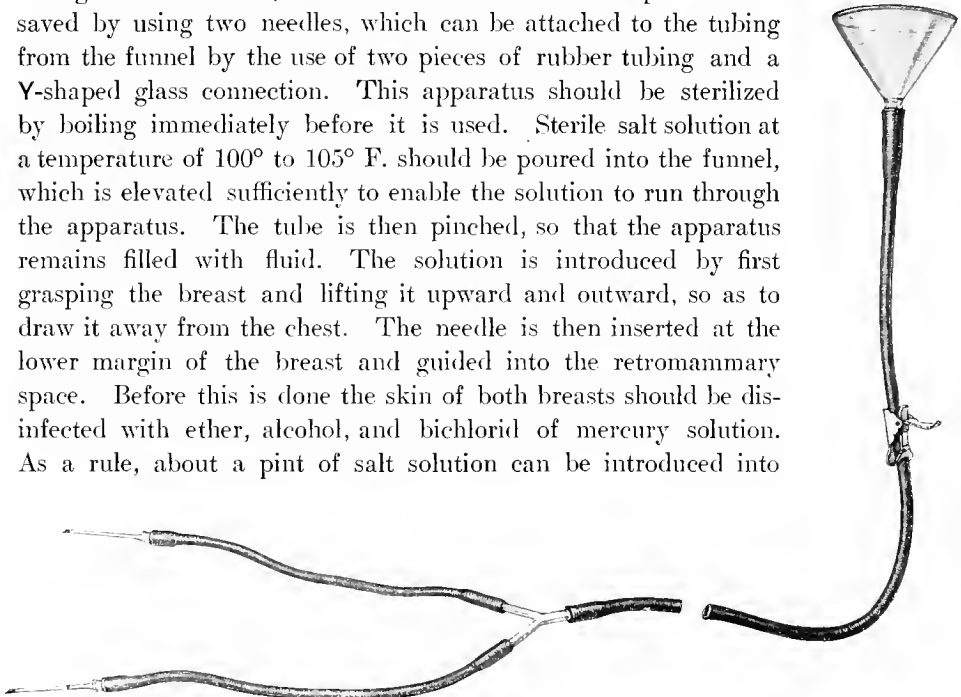 saved by using two needles, which can be attached to the tubing
from the funnel by the use of two pieces of rubber tubing and a
Y-shaped glass connection. This apparatus should be sterilized
by boiling immediately before it is used. Sterile salt solution at
a temperature of 100° to 105° F. should be poured into the funnel,
which is elevated sufficiently to enable the solution to run through
the apparatus. The tube is then pinched, so that the apparatus
remains filled with fluid. The solution is introduced by first
grasping the breast and lifting it upward and outward, so as to
draw it away from the chest. The needle is then inserted at the
lower margin of the breast and guided into the retromammary
space. Before this is done the skin of both breasts should be dis-
infected with ether, alcohol, and bichlorid of mercury solution.
As a rule, about a pint of salt solution can be introduced into